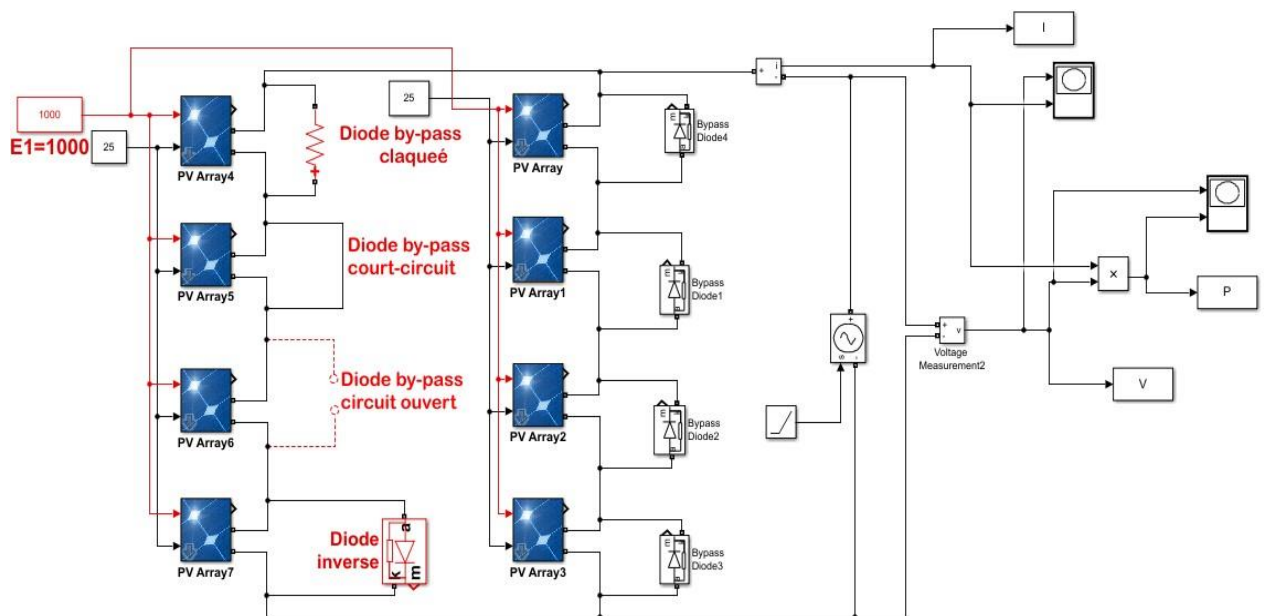 1000
E1=1000
25
PV Array4
PV Array5
PV Array6
PV Array7
Diode by-pass
claqueé
Diode by-pass
court-circuit
Diode by-pass
circuit ouvert
Diode
inverse
a
k
m
25
PV Array
PV Array1
PV Array2
PV Array3
m
a
Bypass
Diode4
m
a
Bypass
Diode1
m
a
Bypass
Diode2
m
a
Bypass
Diode3
+
-
i
I
+
-
s
+
-
v
Voltage
Measurement2
×
P
V